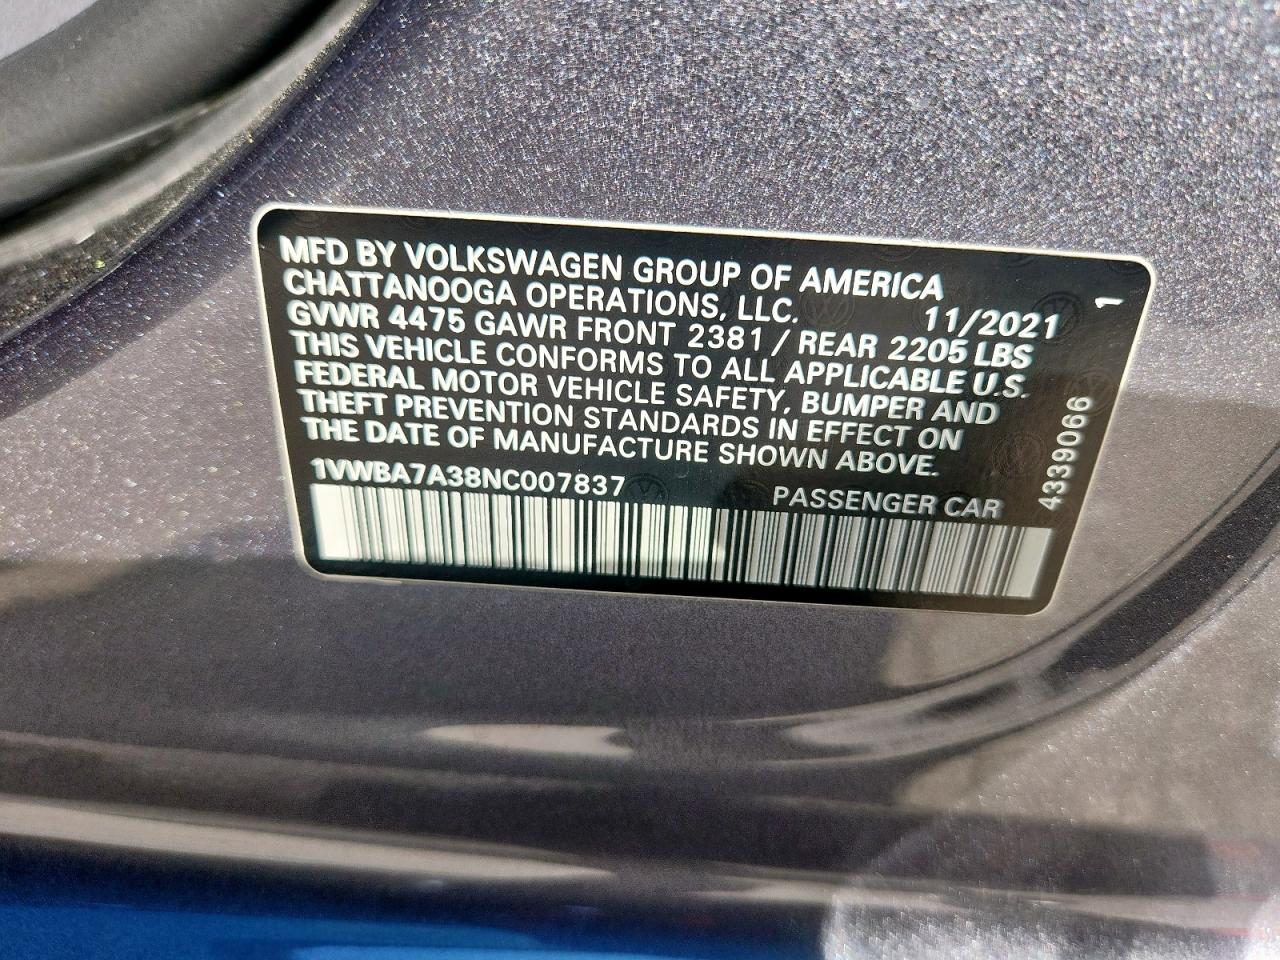 MFD BY VOLKSWAGEN GROUP OF AMERICA
CHATTANOOGA OPERATIONS, LLC. 11/2021 1
GVWR 4475 GAWR FRONT 2381 / REAR 2205 LBS
THIS VEHICLE CONFORMS TO ALL APPLICABLE U.S.
FEDERAL MOTOR VEHICLE SAFETY, BUMPER AND
THEFT PREVENTION STANDARDS IN EFFECT ON
THE DATE OF MANUFACTURE SHOWN ABOVE.
1VWBA7A38NC007837 PASSENGER CAR
4339066